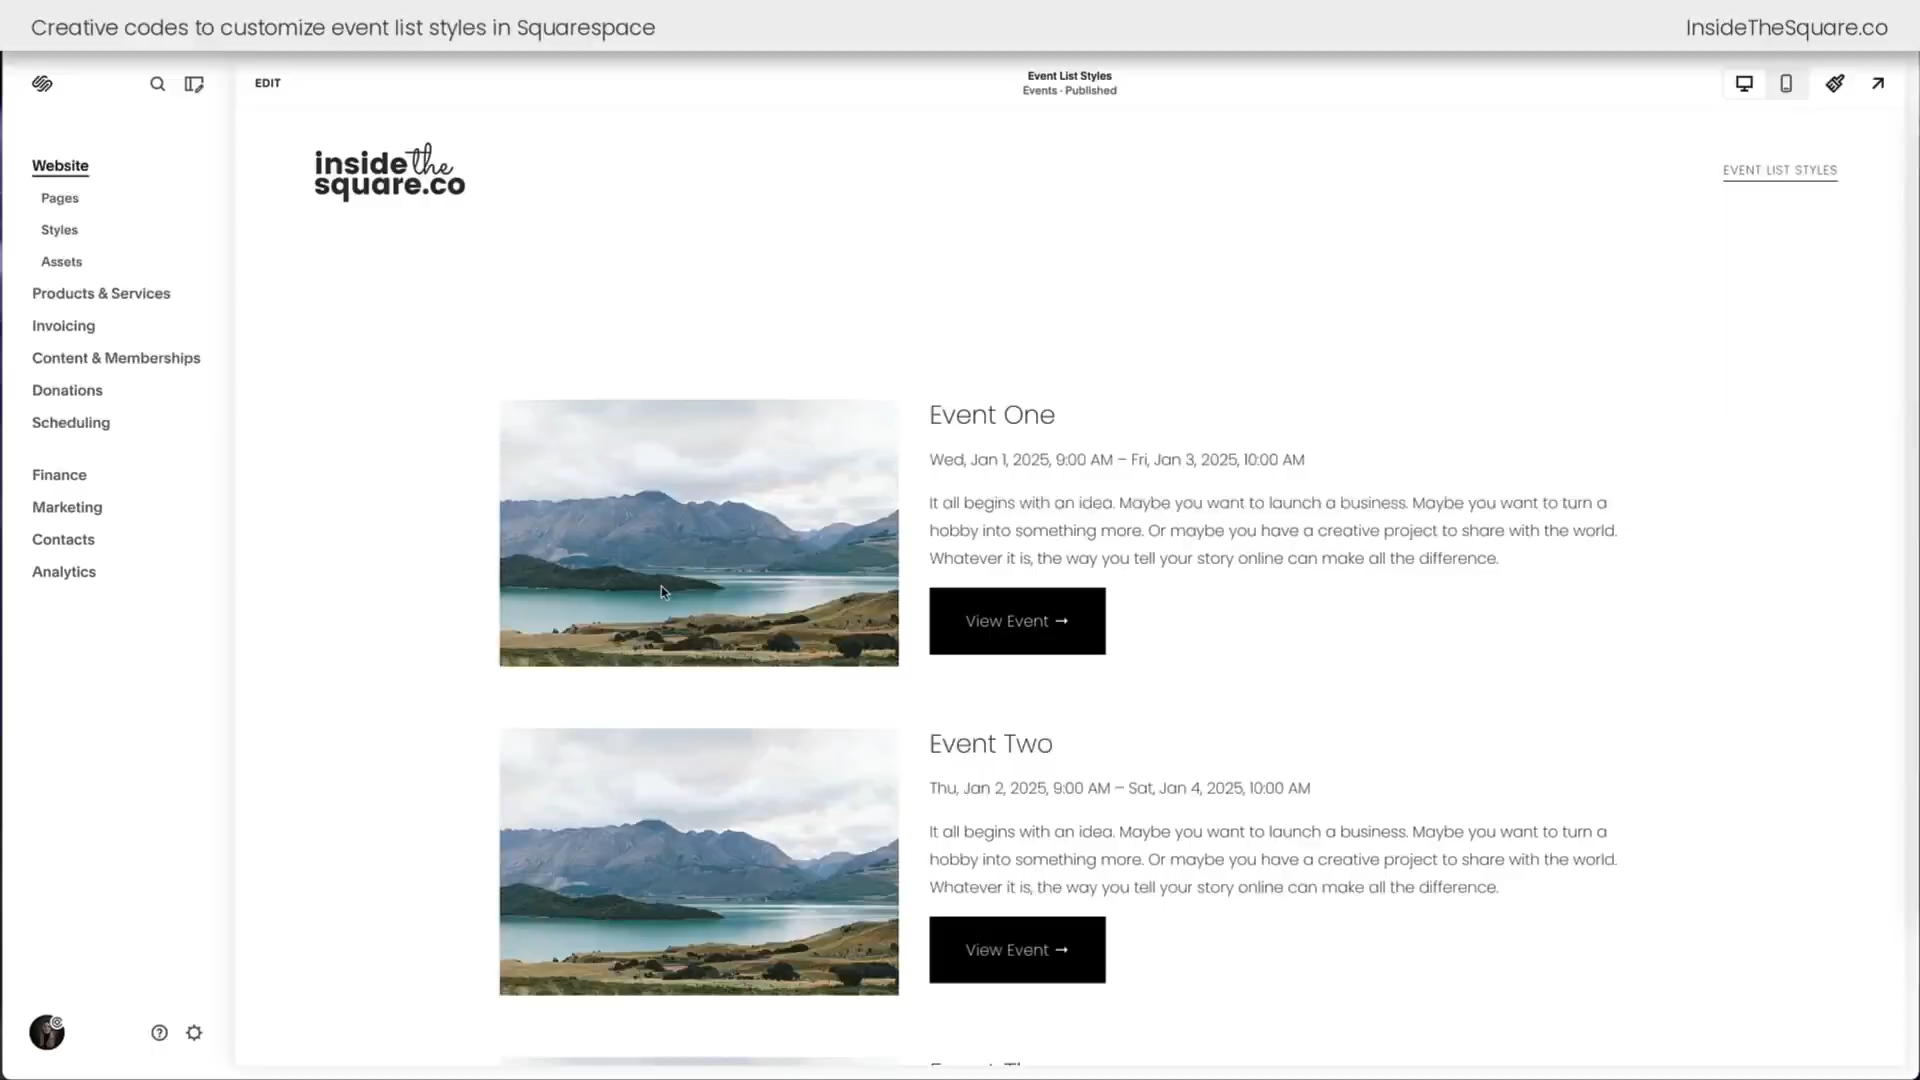 Creative codes to customize event list styles in Squarespace
InsideTheSquare.co
EDIT
Event List Styles
Events · Published
Website
Pages
Styles
Assets
Products & Services
Invoicing
Content & Memberships
Donations
Scheduling
Finance
Marketing
Contacts
Analytics
inside the
square.co
EVENT LIST STYLES
Event One
Wed, Jan 1, 2025, 9:00 AM – Fri, Jan 3, 2025, 10:00 AM
It all begins with an idea. Maybe you want to launch a business. Maybe you want to turn a
hobby into something more. Or maybe you have a creative project to share with the world.
Whatever it is, the way you tell your story online can make all the difference.
View Event →
Event Two
Thu, Jan 2, 2025, 9:00 AM – Sat, Jan 4, 2025, 10:00 AM
It all begins with an idea. Maybe you want to launch a business. Maybe you want to turn a
hobby into something more. Or maybe you have a creative project to share with the world.
Whatever it is, the way you tell your story online can make all the difference.
View Event →